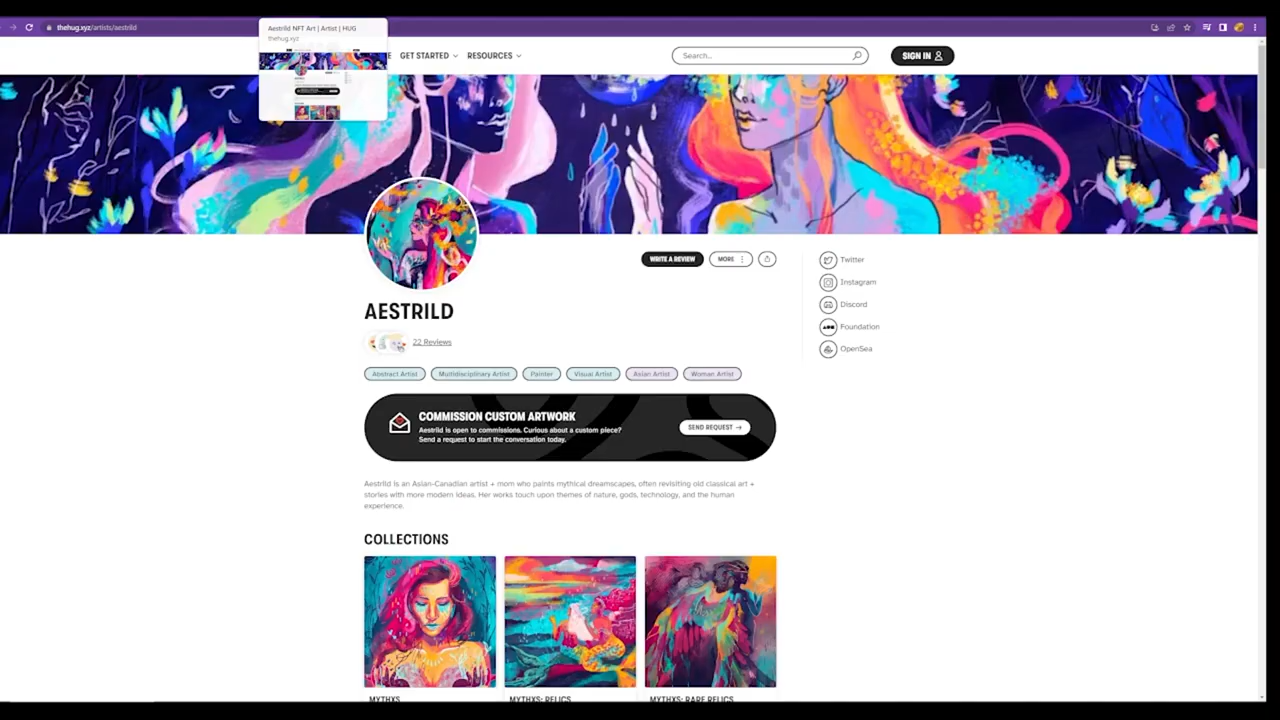 thehug.xyz/artists/aestrild
Aestrild NFT Art | Artist | HUG
thehug.xyz
GET STARTED
RESOURCES
Search...
SIGN IN
WRITE A REVIEW
MORE
Twitter
Instagram
Discord
Foundation
OpenSea
AESTRILD
22 Reviews
Abstract Artist
Multidisciplinary Artist
Painter
Visual Artist
Asian Artist
Woman Artist
COMMISSION CUSTOM ARTWORK
Aestrild is open to commissions. Curious about a custom piece?
Send a request to start the conversation today.
SEND REQUEST →
Aestrild is an Asian-Canadian artist + mom who paints mythical dreamscapes, often revisiting old classical art +
stories with more modern ideas. Her works touch upon themes of nature, gods, technology, and the human
experience.
COLLECTIONS
MYTHXS
MYTHXS: RELICS
MYTHXS: RARE RELICS